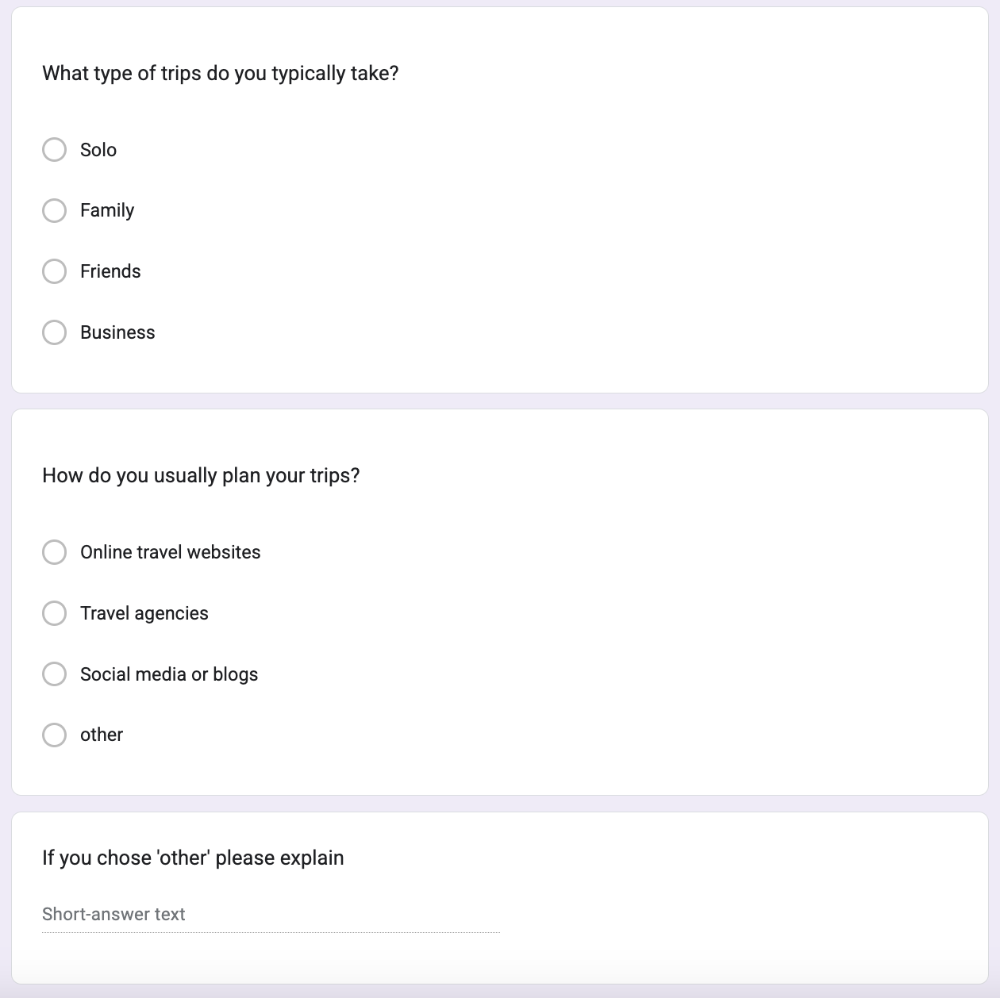 What type of trips do you typically take?
Solo
Family
Friends
Business
How do you usually plan your trips?
Online travel websites
Travel agencies
Social media or blogs
other
If you chose 'other' please explain
Short-answer text